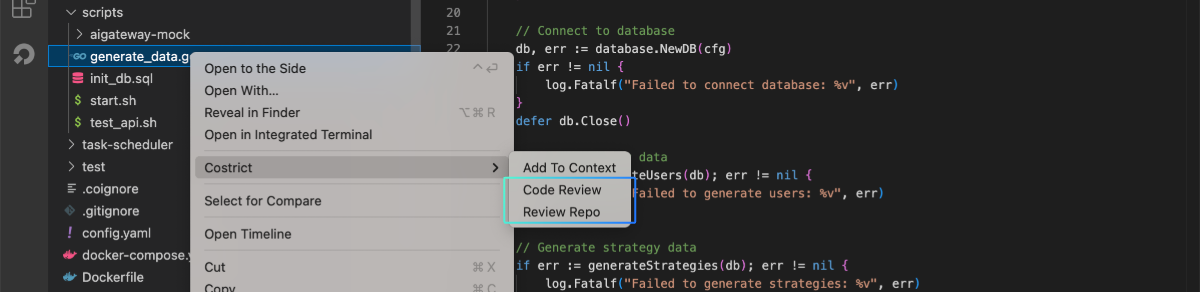 scripts
aigateway-mock
generate_data.g
init_db.sql
start.sh
test_api.sh
task-scheduler
test
.coignore
.gitignore
config.yaml
docker-compose.y
Dockerfile
Open to the Side ^⏎
Open With...
Reveal in Finder ⌥⌘R
Open in Integrated Terminal
Costrict
Select for Compare
Open Timeline
Cut ⌘X
Copy ⌘C
Add To Context
Code Review
Review Repo
20
21 // Connect to database
22 db, err := database.NewDB(cfg)
if err != nil {
log.Fatalf("Failed to connect database: %v", err)
}
defer db.Close()
data
teUsers(db); err != nil {
Failed to generate users: %v", err)
// Generate strategy data
if err := generateStrategies(db); err != nil {
log.Fatalf("Failed to generate strategies: %v", err)